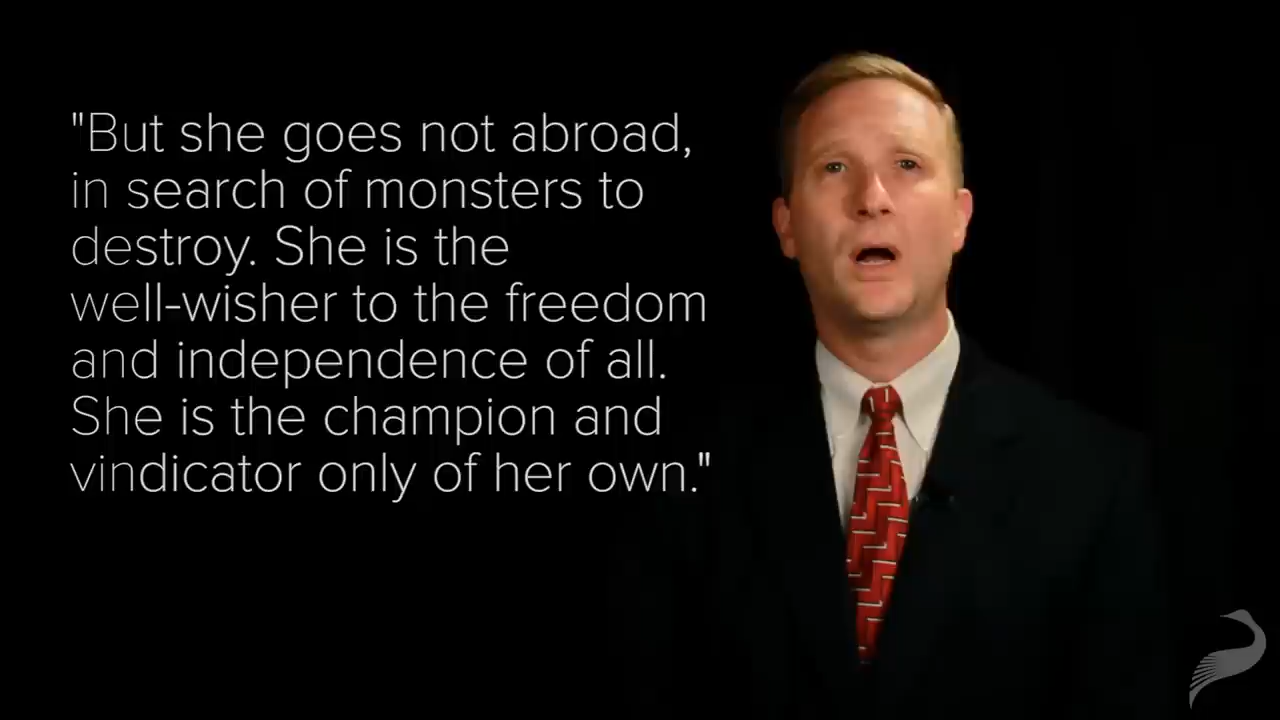 "But she goes not abroad,
in search of monsters to
destroy. She is the
well-wisher to the freedom
and independence of all.
She is the champion and
vindicator only of her own."